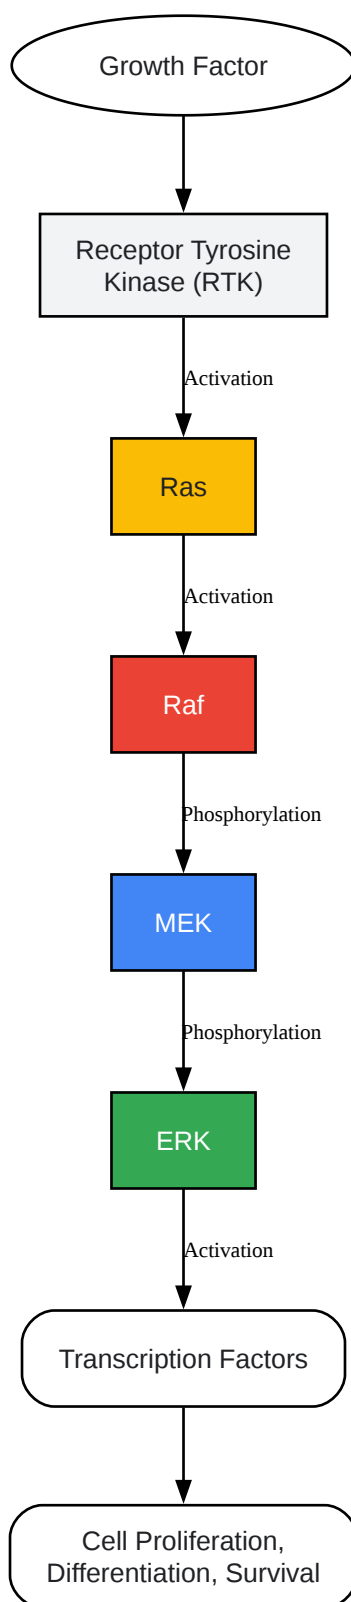 Growth Factor
Receptor Tyrosine
Kinase (RTK)
Activation
Ras
Activation
Raf
Phosphorylation
MEK
Phosphorylation
ERK
Activation
Transcription Factors
Cell Proliferation,
Differentiation, Survival